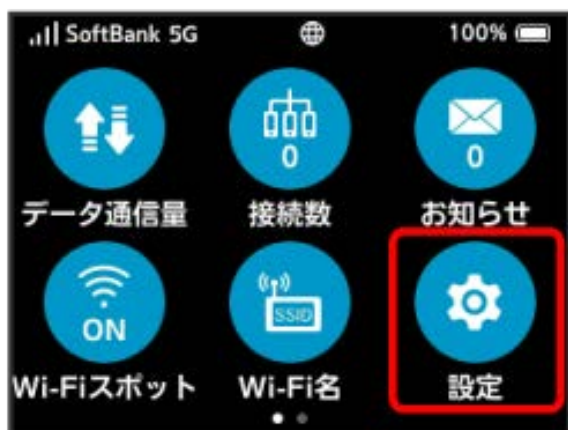 SoftBank 5G 100%
0 0
データ通信量 接続数 お知らせ
ON SSID
Wi-Fiスポット Wi-Fi名 設定